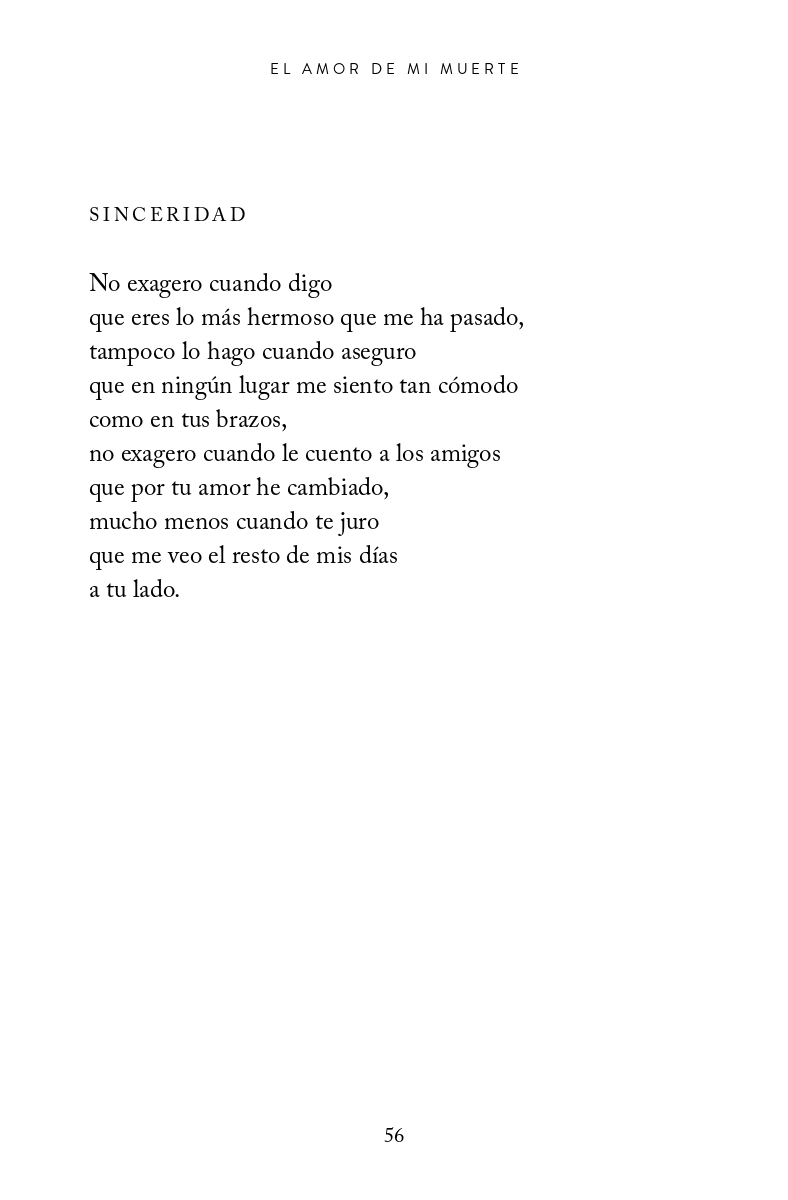 EL AMOR DE MI MUERTE
SINCERIDAD
No exagero cuando digo
que eres lo más hermoso que me ha pasado,
tampoco lo hago cuando aseguro
que en ningún lugar me siento tan cómodo
como en tus brazos,
no exagero cuando le cuento a los amigos
que por tu amor he cambiado,
mucho menos cuando te juro
que me veo el resto de mis días
a tu lado.
56